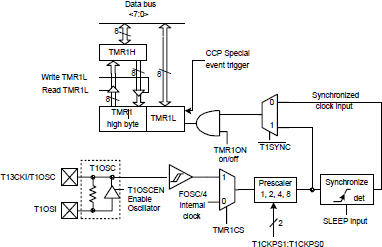 Data bus
<7:0>
8
TMR1H
8
8
8
CCP Special
event trigger
Write TMR1L
Read TMR1L
Synchronized
clock input
TMR1
high byte
TMR1L
0
1
TMR1ON
on/off
T1SYNC
T1OSC
T13CKI/T1OSC
T1OSI
T1OSCEN
Enable
Oscillator
FOSC/4
Internal
clock
1
0
TMR1CS
Prescaler
1, 2, 4, 8
2
T1CKPS1:T1CKPS0
Synchronize
det
SLEEP Input